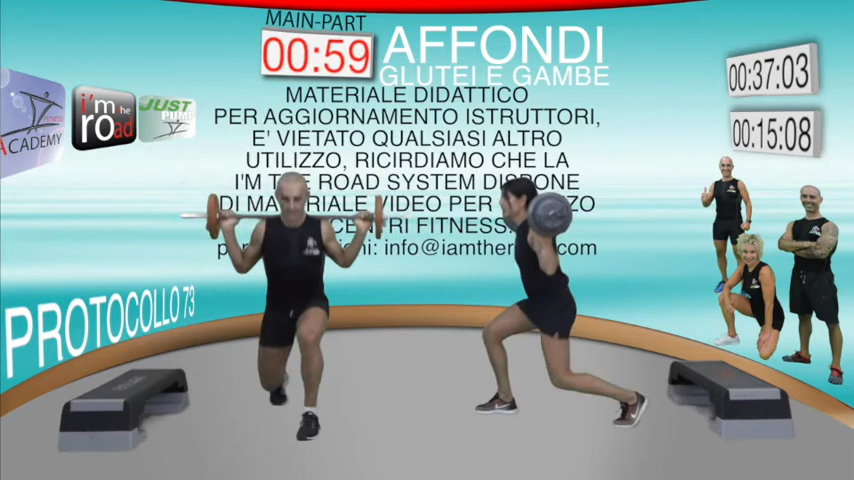 MAIN-PART
00:59
AFFONDI
GLUTEI E GAMBE
00:37:03
00:15:08
FITNESS
ACADEMY
i'm the
road
JUST
PUMP
MATERIALE DIDATTICO
PER AGGIORNAMENTO ISTRUTTORI,
E' VIETATO QUALSIASI ALTRO
UTILIZZO, RICIRDIAMO CHE LA
I'M THE ROAD SYSTEM DISPONE
DI MATERIALE VIDEO PER
CENTRI FITNESS.
info@iamther
.com
PROTOCOLLO 73